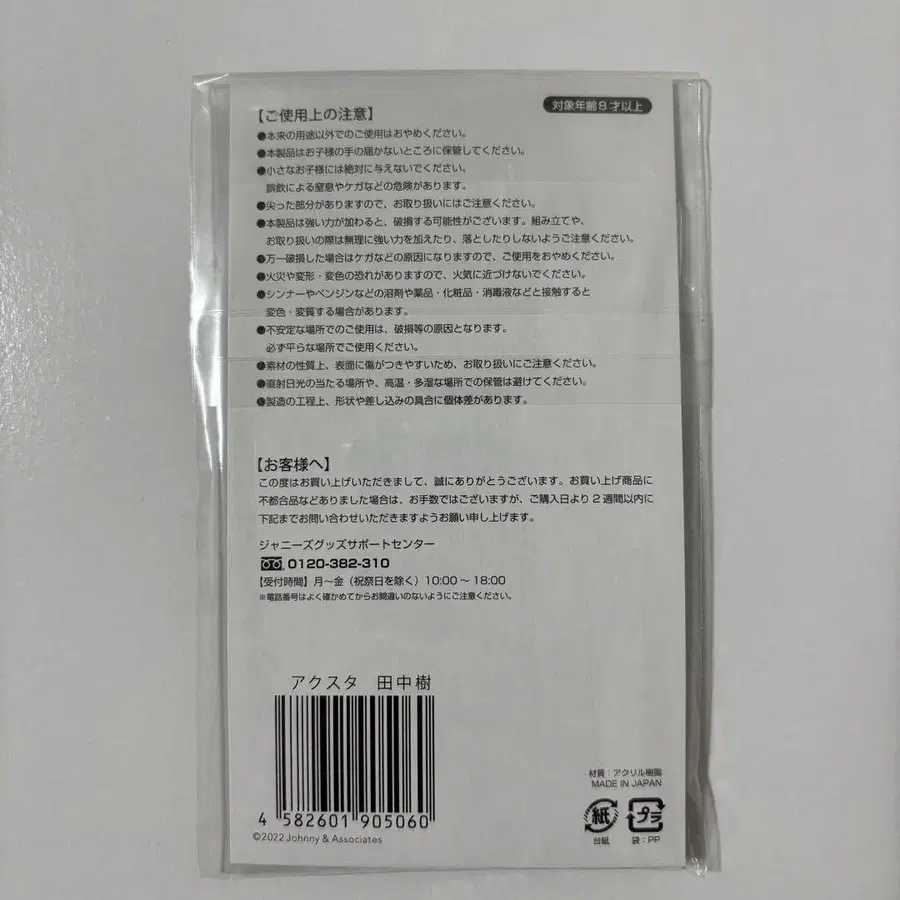 対象年齢8才以上
【ご使用上の注意】
●本来の用途以外でのご使用はおやめください。
●本製品はお子様の手の届かないところに保管してください。
●小さなお子様には絶対に与えないでください。
誤飲による窒息やケガなどの危険があります。
●尖った部分がありますので、お取り扱いにはご注意ください。
●本製品は強い力が加わると、破損する可能性がございます。組み立てや、
お取り扱いの際は無理に強い力を加えたり、落としたりしないようご注意ください。
●万一破損した場合はケガなどの原因になりますので、ご使用をおやめください。
●火災や変形・変色の恐れがありますので、火気に近づけないでください。
●シンナーやベンジンなどの溶剤や薬品・化粧品・消毒液などと接触すると
変色・変質する場合があります。
●不安定な場所でのご使用は、破損等の原因となります。
必ず平らな場所でご使用ください。
●素材の性質上、表面に傷がつきやすいため、お取り扱いにご注意ください。
●直射日光の当たる場所や、高温・多湿な場所での保管は避けてください。
●製造の工程上、形状や差し込みの具合に個体差があります。
【お客様へ】
この度はお買い上げいただきまして、誠にありがとうございます。お買い上げ商品に
不都合品などありました場合は、お手数ではございますが、ご購入日より2週間以内に
下記までお問い合わせいただきますようお願い申し上げます。
ジャニーズグッズサポートセンター
0120-382-310
【受付時間】月～金（祝祭日を除く）10:00～18:00
※電話番号はよく確かめてからお間違いのないようにご注意ください。
アクスタ 田中樹
4 582601 905060
©2022 Johnny & Associates
材質：アクリル樹脂
MADE IN JAPAN
紙 プラ
台紙 袋：PP